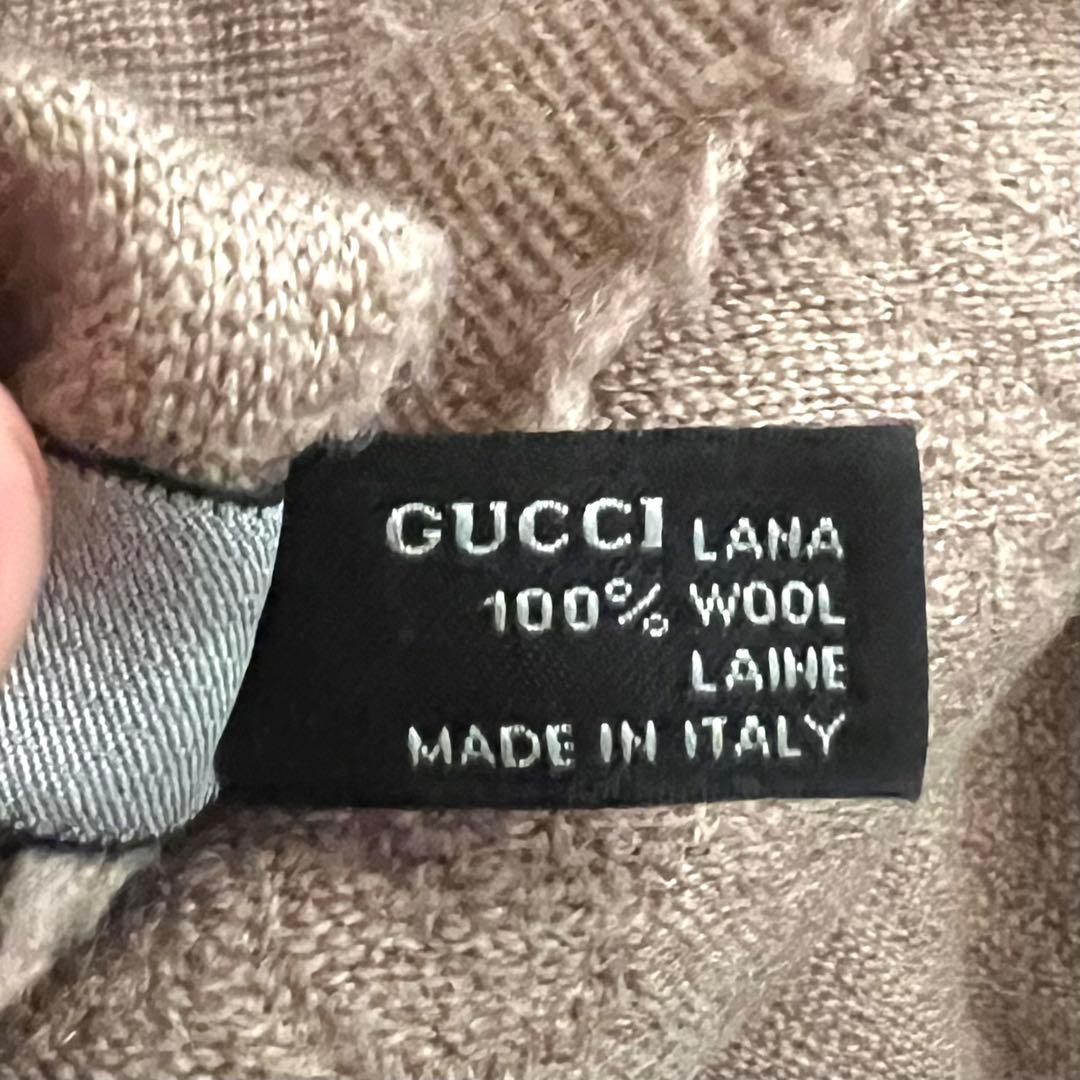 GUCCI LANA
100% WOOL
LAINE
MADE IN ITALY